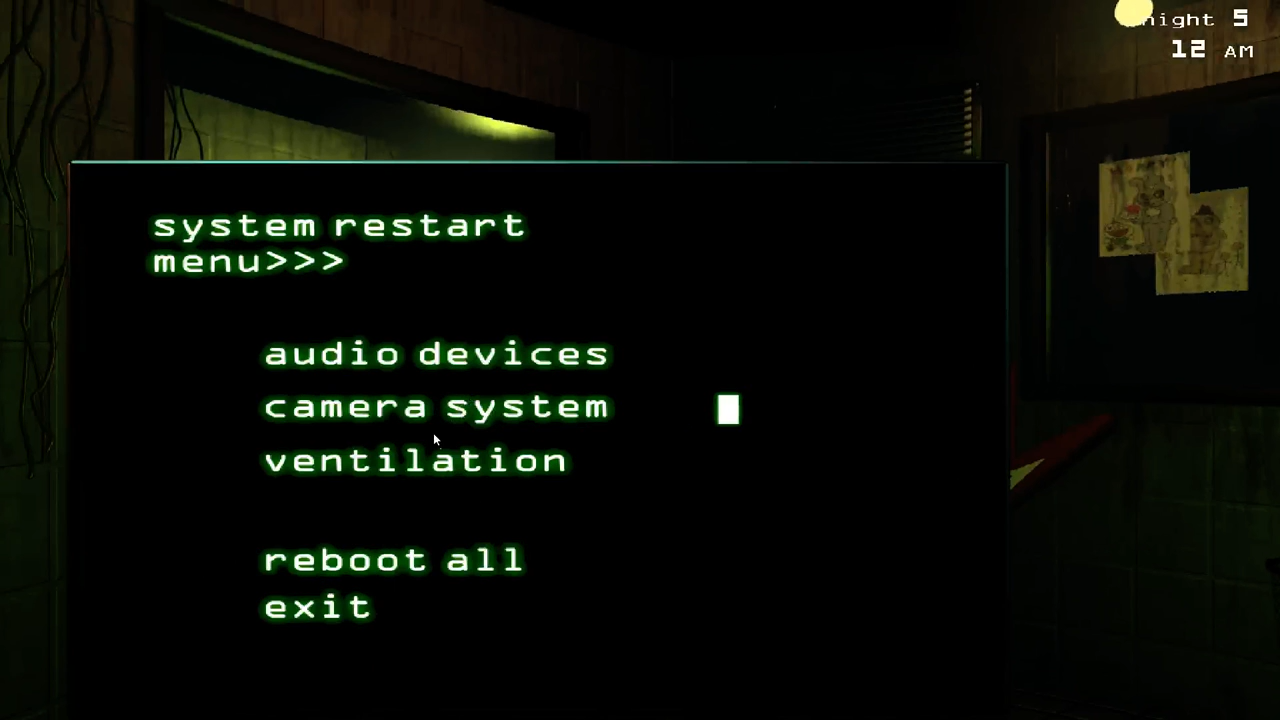 night 5
12 AM
system restart
menu>>>
audio devices
camera system
ventilation
reboot all
exit